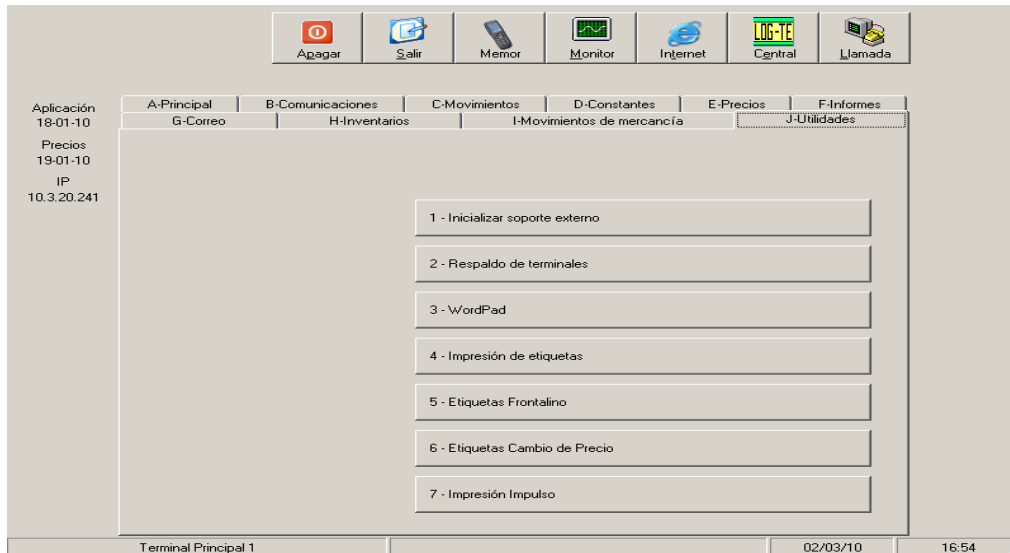 LOG-TE
Apagar
Salir
Memor
Monitor
Internet
Central
Llamada
Aplicación
18-01-10
Precios
19-01-10
IP
10.3.20.241
A-Principal
B-Comunicaciones
C-Movimientos
D-Constantes
E-Precios
F-Informes
G-Correo
H-Inventarios
I-Movimientos de mercancía
J-Utilidades
1 - Inicializar soporte externo
2 - Respaldo de terminales
3 - WordPad
4 - Impresión de etiquetas
5 - Etiquetas Frontalino
6 - Etiquetas Cambio de Precio
7 - Impresión Impulso
Terminal Principal 1
02/03/10
16:54